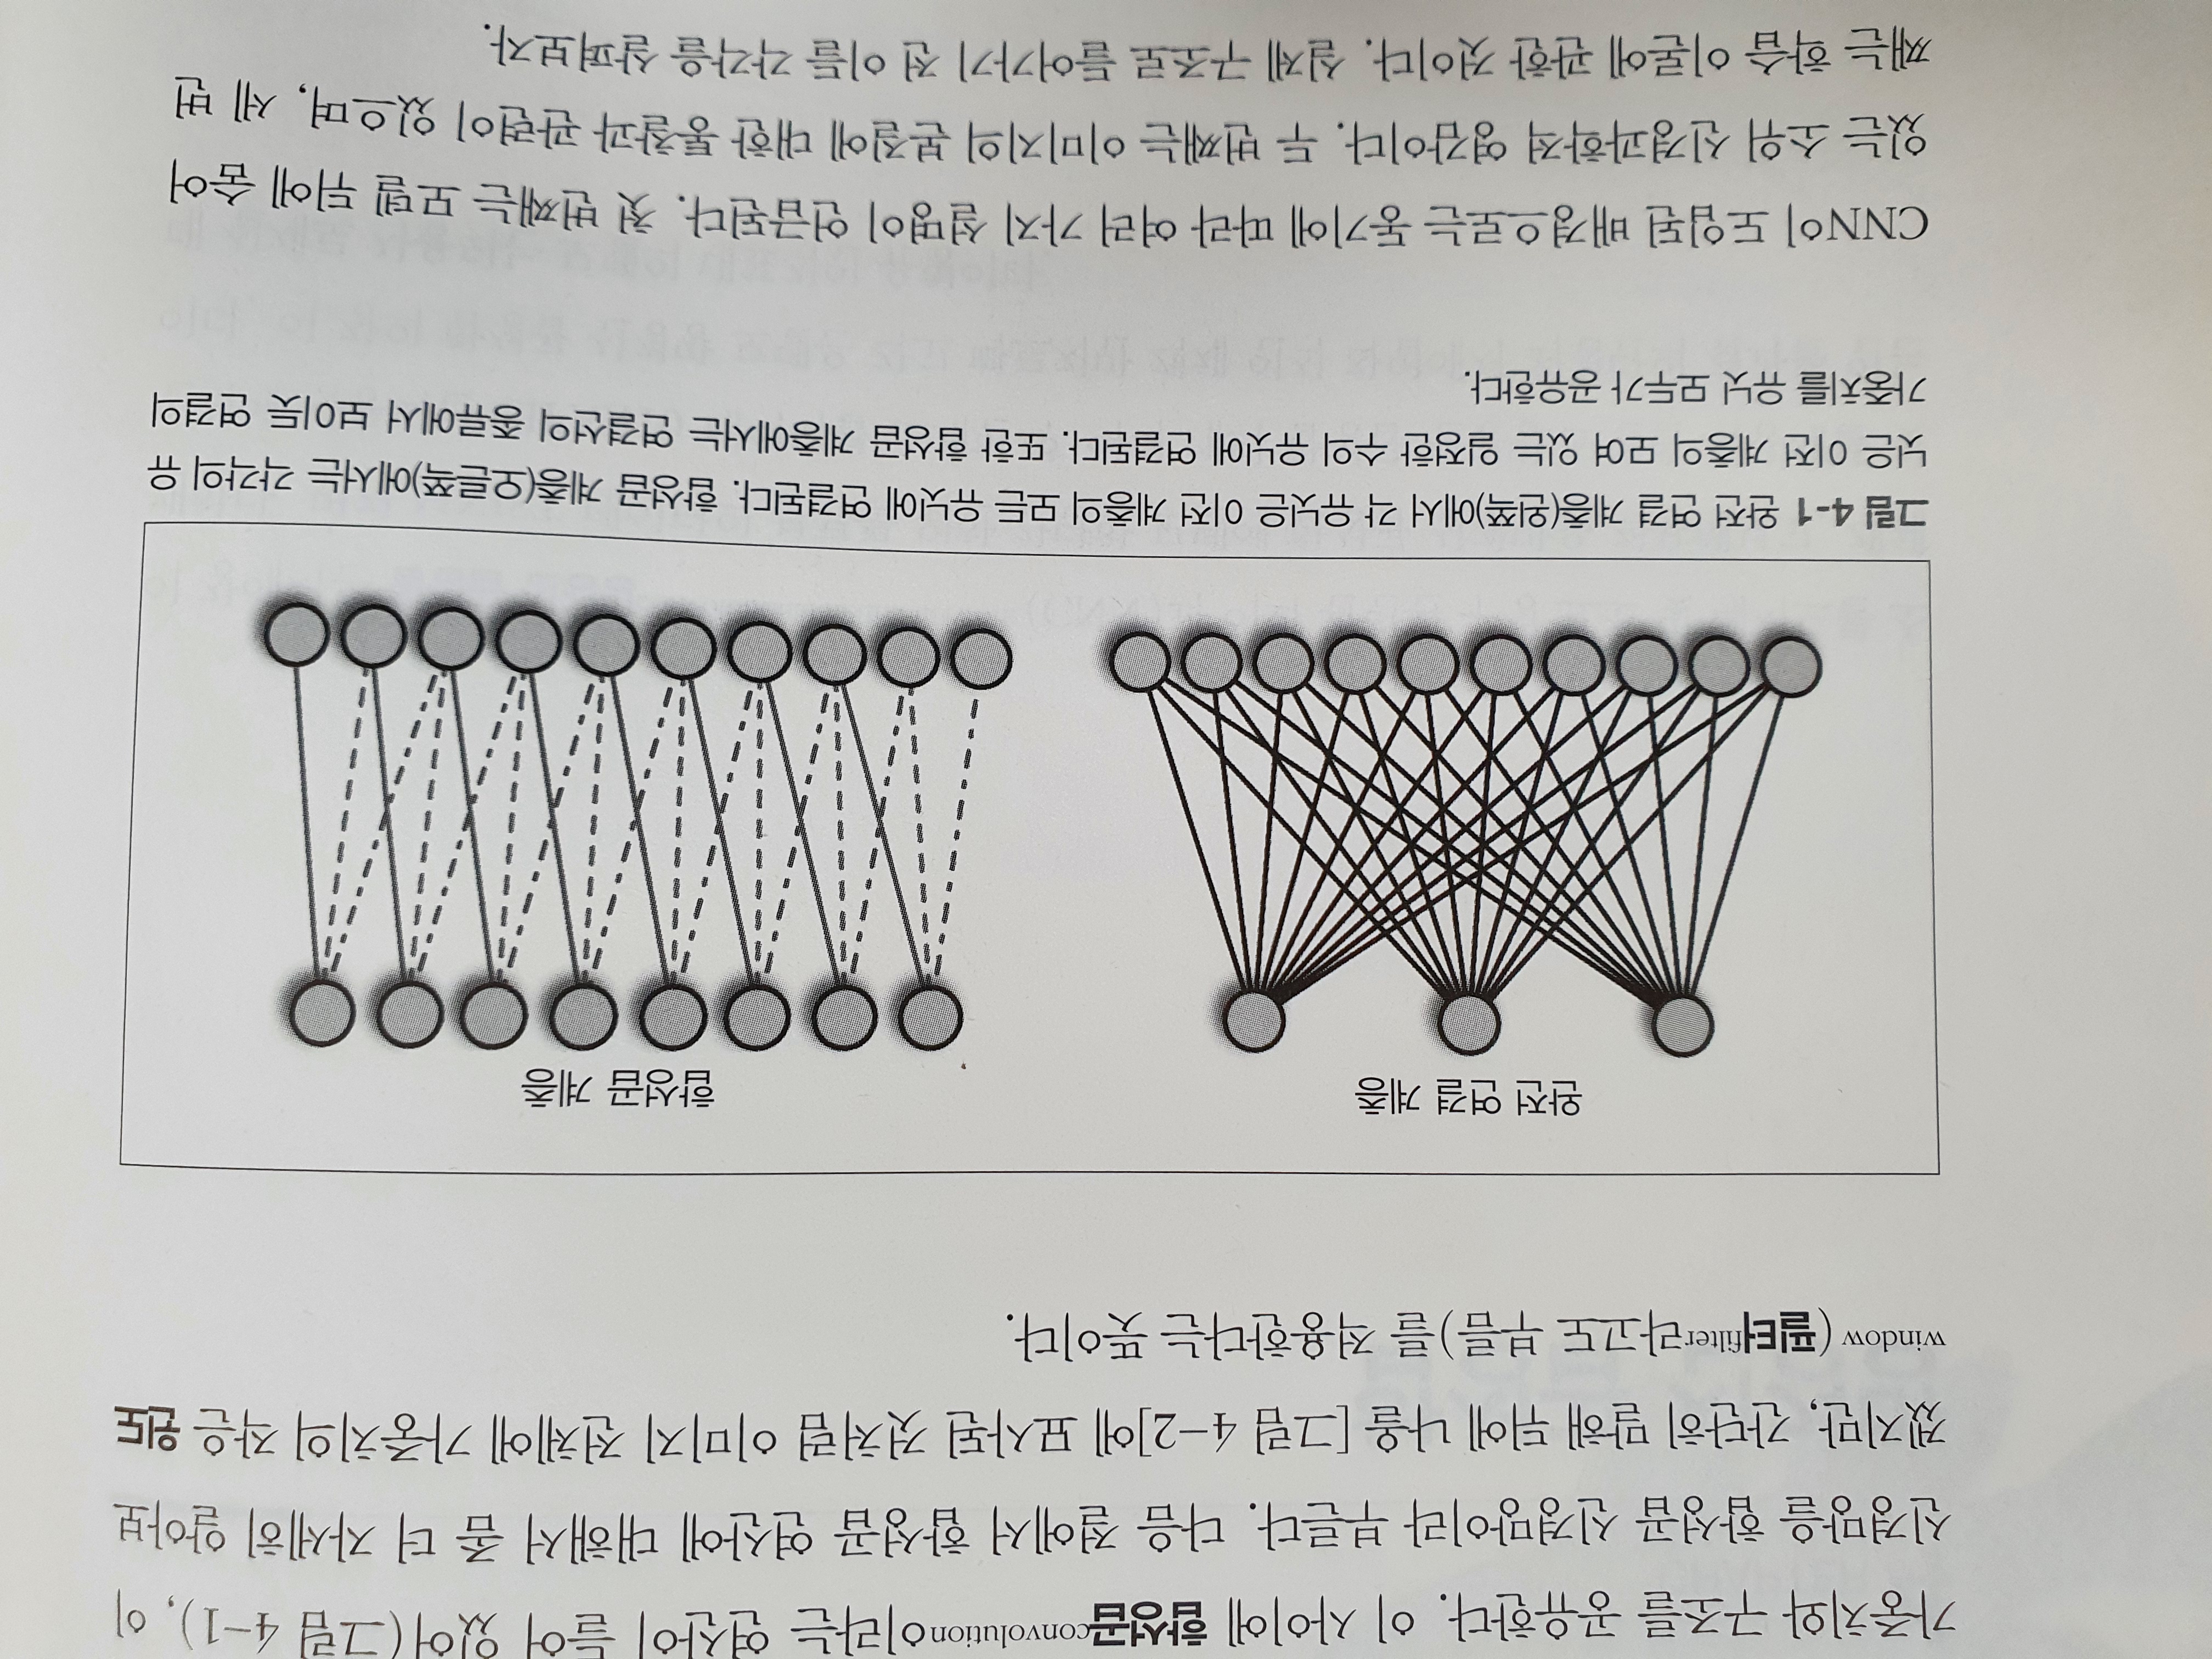 가중치와 구조를 공유한다. 이 사이에 합성곱convolution이라는 연산이 들어 있어(그림 4-1), 이
신경망을 합성곱 신경망이라 부른다. 다음 절에서 합성곱 연산에 대해서 좀 더 자세히 알아보
겠지만, 간단히 말해 뒤에 나올 [그림 4-2]에 묘사된 것처럼 이미지 전체에 가중치의 작은 윈도
window (필터filter라고도 부름)를 적용한다는 뜻이다.
완전 연결 계층
합성곱 계층
그림 4-1 완전 연결 계층(왼쪽)에서 각 유닛은 이전 계층의 모든 유닛에 연결된다. 합성곱 계층(오른쪽)에서는 각각의 유
닛은 이전 계층의 모여 있는 일정한 수의 유닛에 연결된다. 또한 합성곱 계층에서는 연결선의 종류에서 보이듯 연결의
가중치를 유닛 모두가 공유한다.
CNN이 도입된 배경으로는 동기에 따라 여러 가지 설명이 언급된다. 첫 번째는 모델 뒤에 숨어
있는 소위 신경과학적 영감이다. 두 번째는 이미지의 본질에 대한 통찰과 관련이 있으며, 세 번
째는 학습 이론에 관한 것이다. 실제 구조로 들어가기 전 이들 각각을 살펴보자.